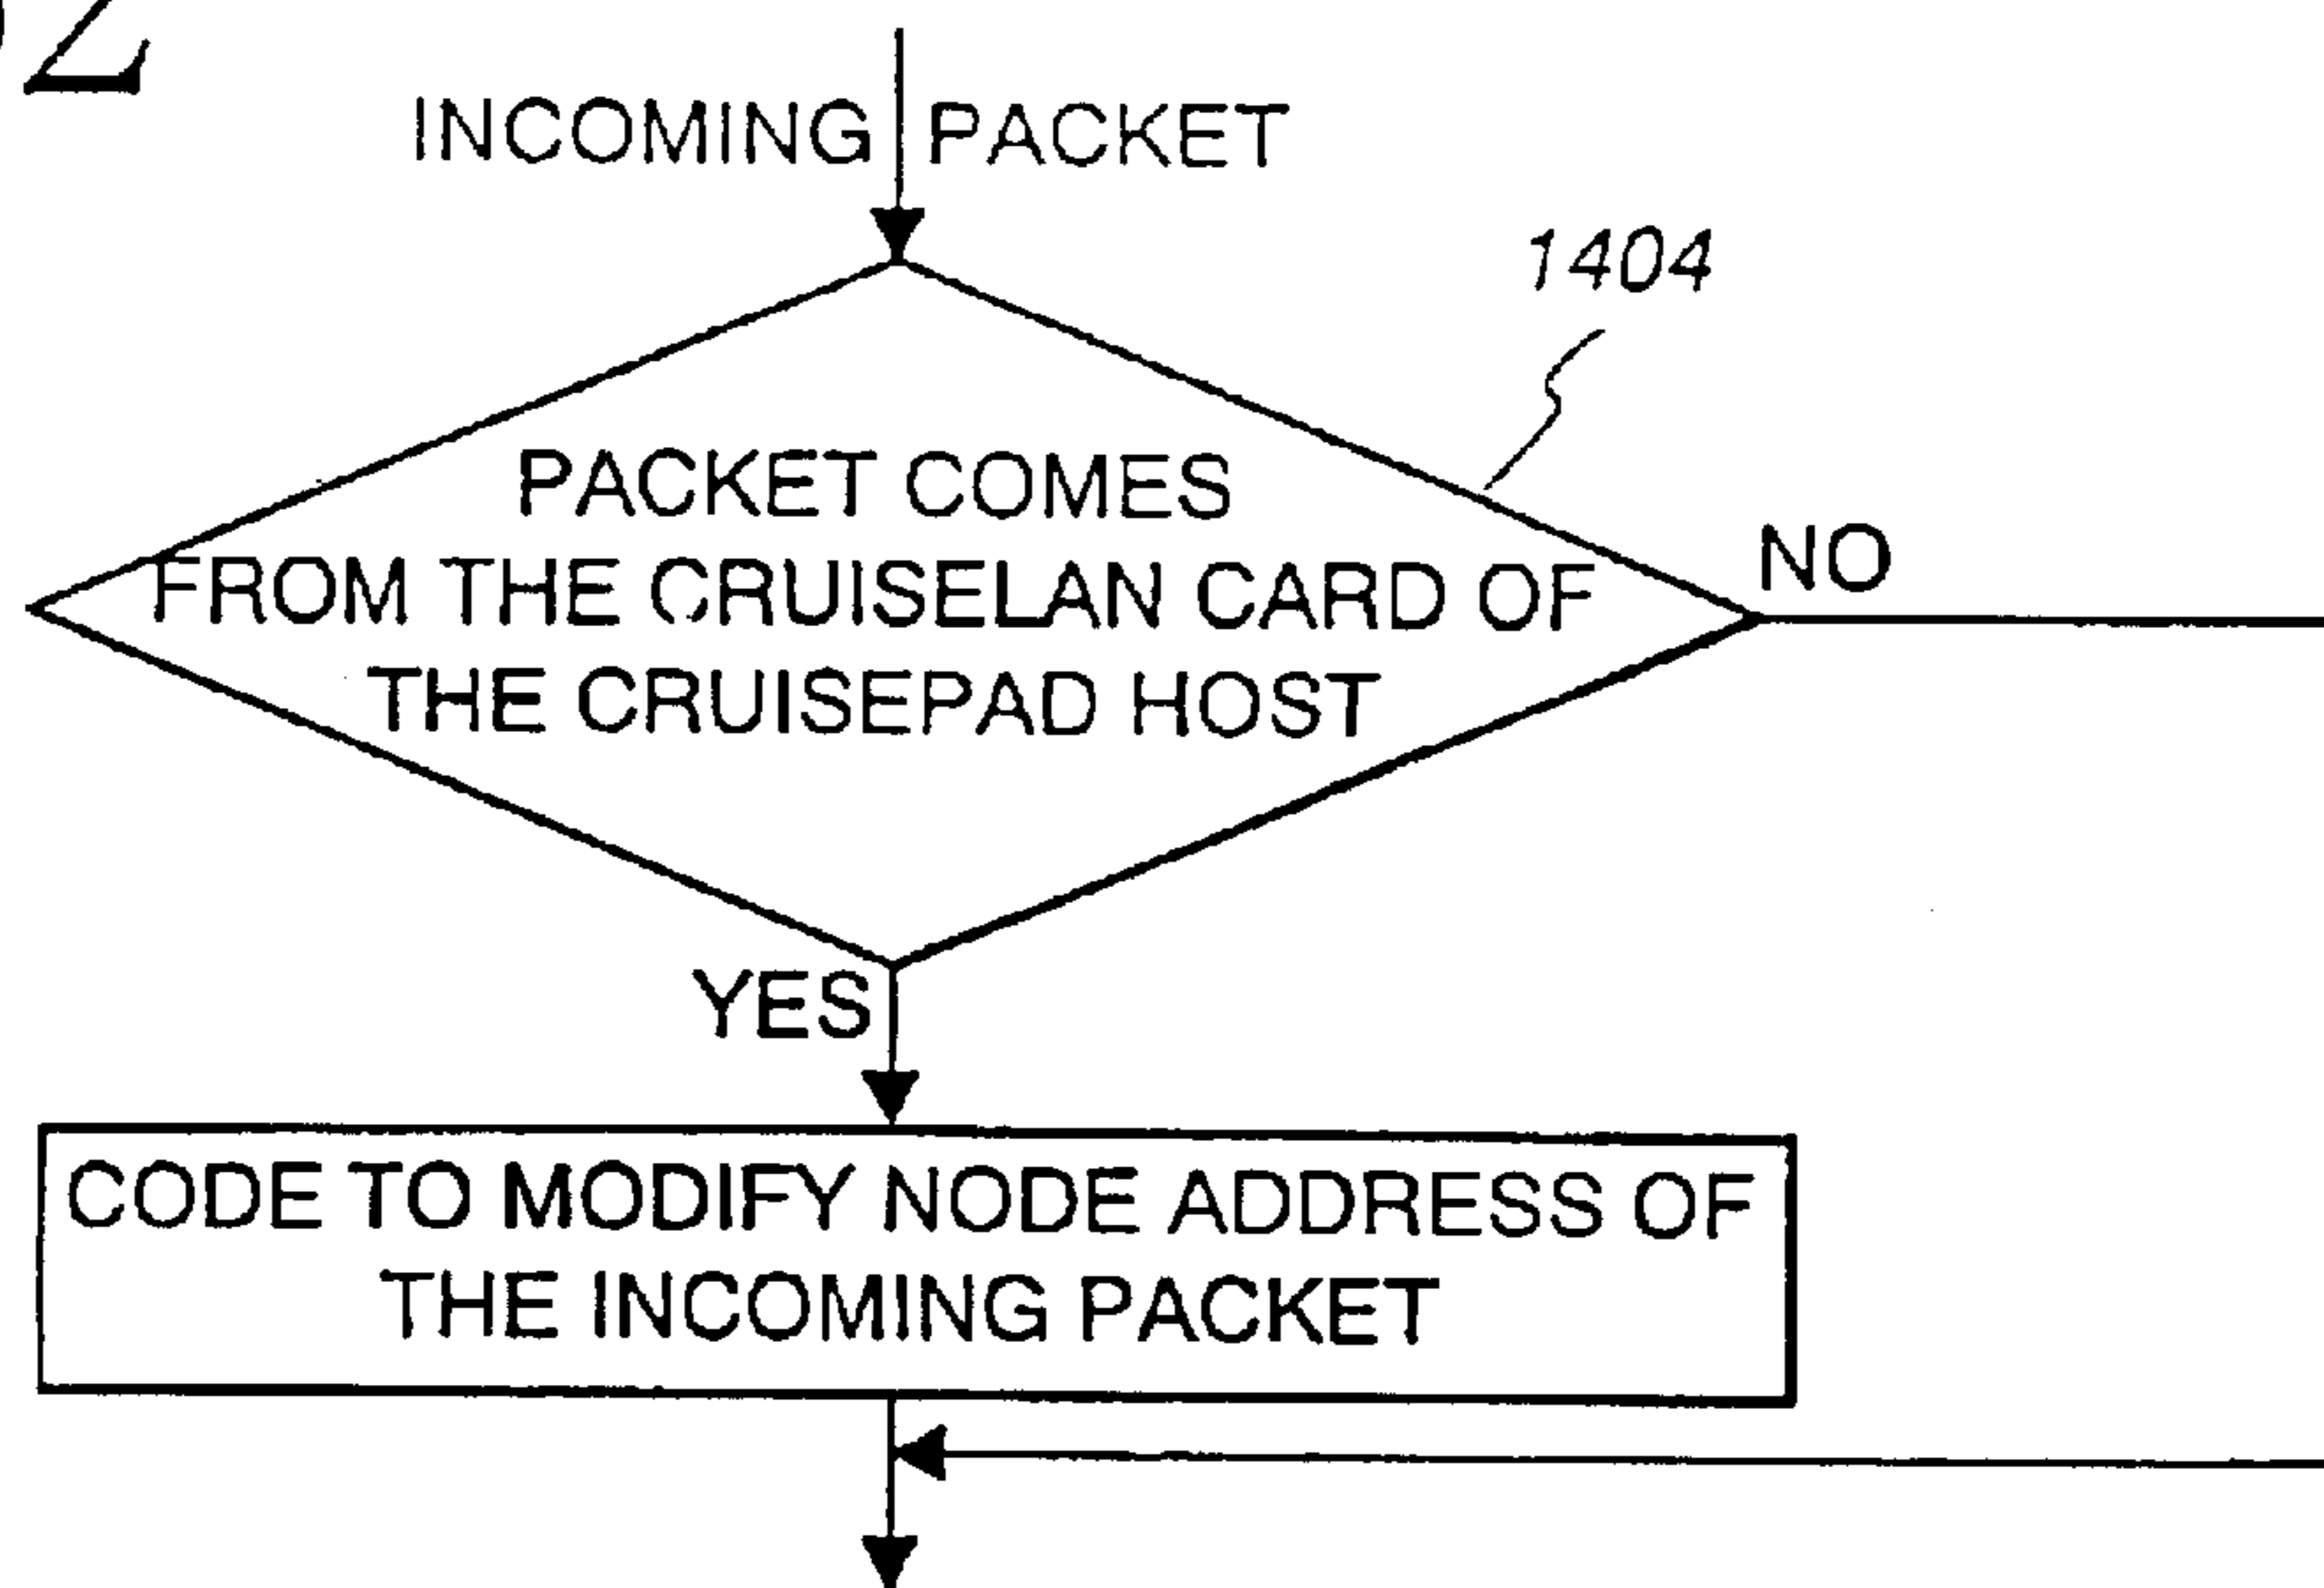 INCOMING PACKET
1404
PACKET COMES
FROM THE CRUISELAN CARD OF
THE CRUISEPAD HOST
NO
YES
CODE TO MODIFY NODE ADDRESS OF
THE INCOMING PACKET